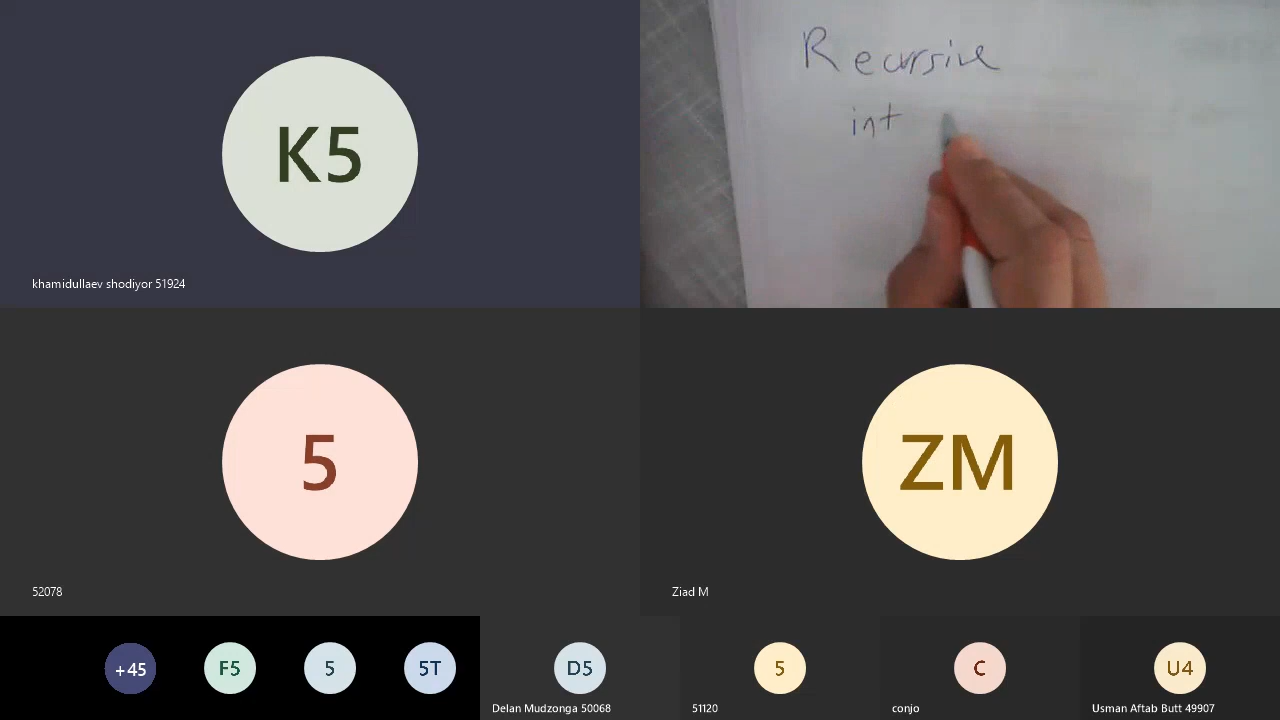 K5
khamidullaev shodiyor 51924
Recursive
int
5
52078
ZM
Ziad M
+45
F5
5
5T
D5
Delan Mudzonga 50068
5
51120
C
conjo
U4
Usman Aftab Butt 49907